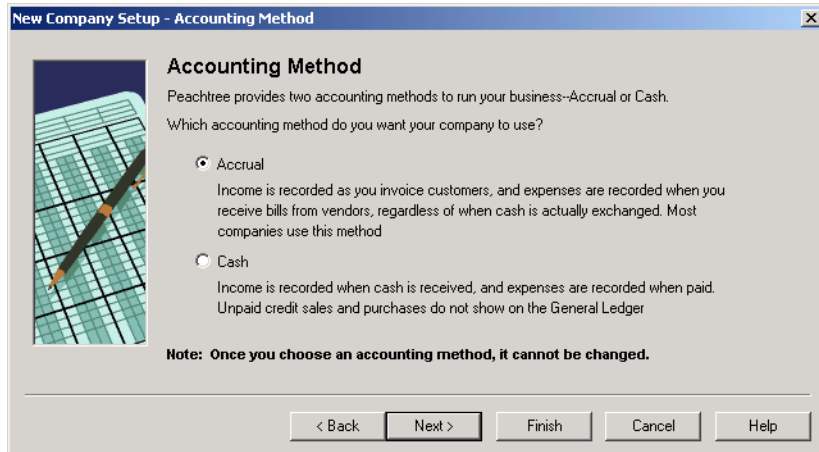 New Company Setup - Accounting Method
Accounting Method
Peachtree provides two accounting methods to run your business--Accrual or Cash.
Which accounting method do you want your company to use?
Accrual
Income is recorded as you invoice customers, and expenses are recorded when you
receive bills from vendors, regardless of when cash is actually exchanged. Most
companies use this method
Cash
Income is recorded when cash is received, and expenses are recorded when paid.
Unpaid credit sales and purchases do not show on the General Ledger
Note: Once you choose an accounting method, it cannot be changed.
< Back Next > Finish Cancel Help